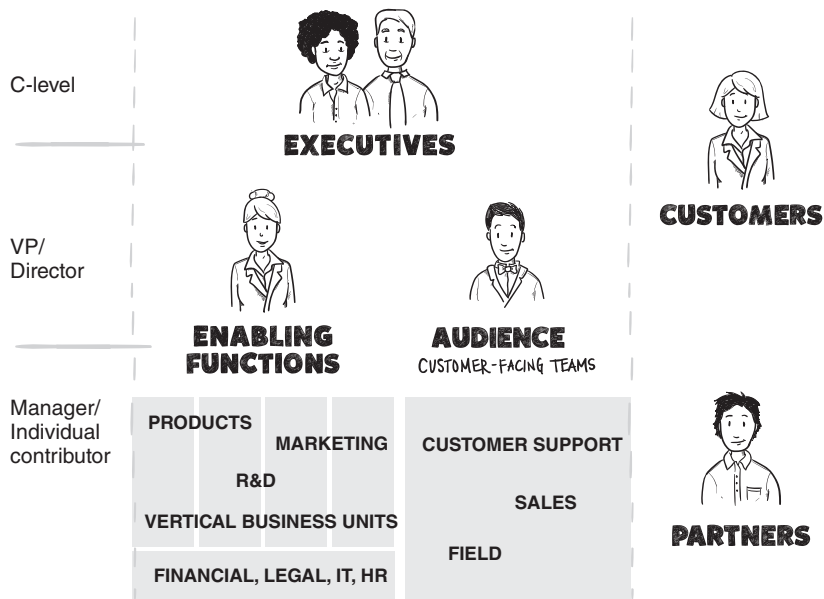 C-level
EXECUTIVES
CUSTOMERS
VP/
Director
ENABLING
FUNCTIONS
AUDIENCE
CUSTOMER-FACING TEAMS
Manager/
Individual
contributor
PRODUCTS
MARKETING
R&D
VERTICAL BUSINESS UNITS
FINANCIAL, LEGAL, IT, HR
CUSTOMER SUPPORT
SALES
FIELD
PARTNERS